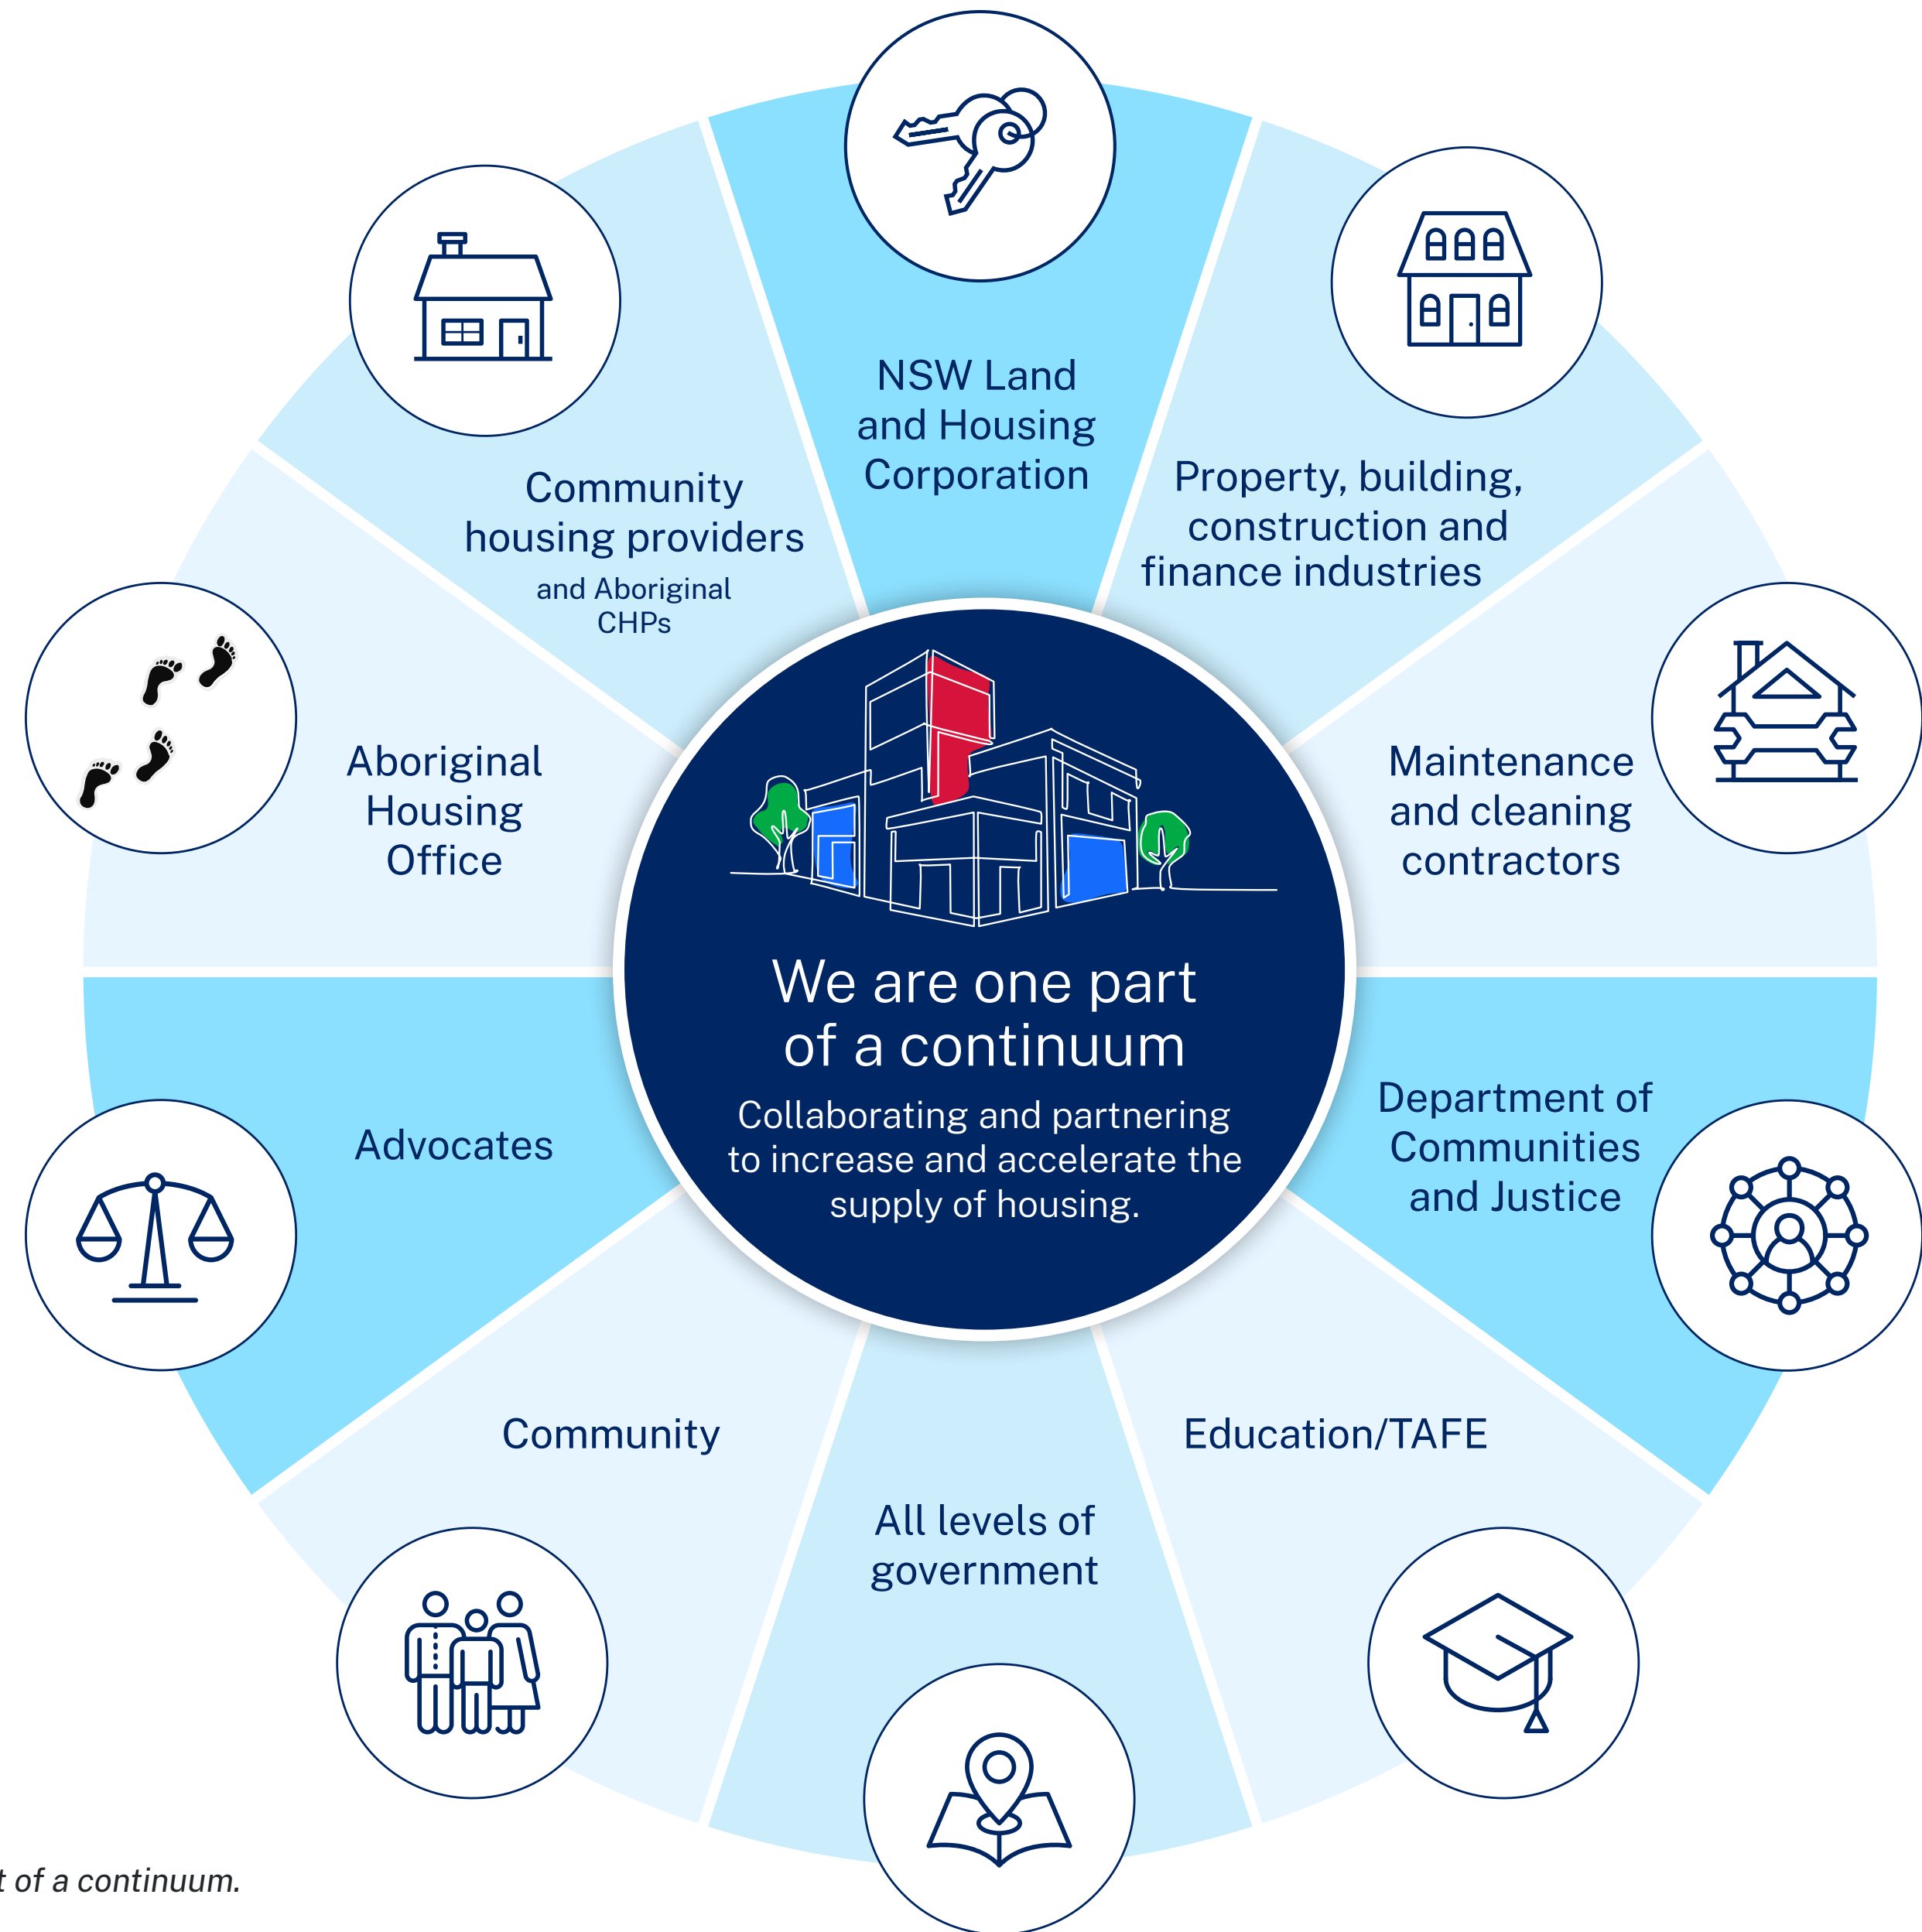 NSW Land
and Housing
Corporation
Property, building,
construction and
finance industries
Maintenance
and cleaning
contractors
Department of
Communities
and Justice
Education/TAFE
All levels of
government
Community
Advocates
Aboriginal
Housing
Office
Community
housing providers
and Aboriginal
CHPs
We are one part
of a continuum
Collaborating and partnering
to increase and accelerate the
supply of housing.
of a continuum.